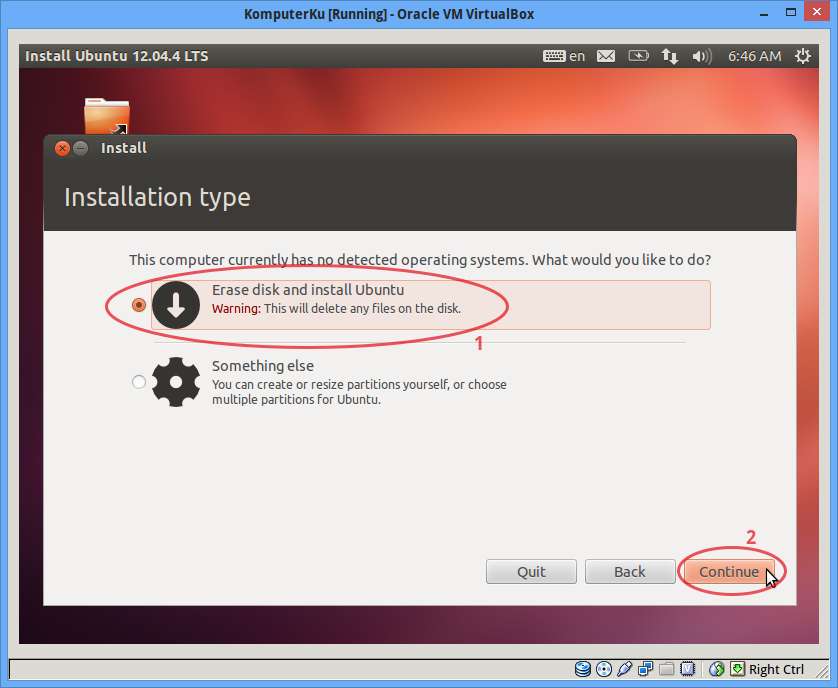 KomputerKu [Running] - Oracle VM VirtualBox
Install Ubuntu 12.04.4 LTS
en
6:46 AM
Install
Installation type
This computer currently has no detected operating systems. What would you like to do?
Erase disk and install Ubuntu
Warning: This will delete any files on the disk.
1
Something else
You can create or resize partitions yourself, or choose
multiple partitions for Ubuntu.
2
Quit
Back
Continue
Right Ctrl